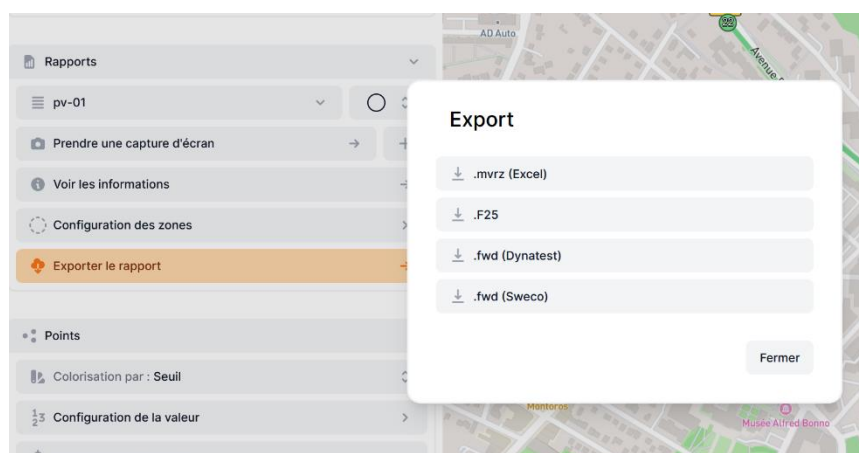 AD Auto
Avenue
Rapports
pv-01
Prendre une capture d'écran
Voir les informations
Configuration des zones
Exporter le rapport
Points
Colorisation par : Seuil
Configuration de la valeur
Export
.mvrz (Excel)
.F25
.fwd (Dynatest)
.fwd (Sweco)
Fermer
Montoros
Musée Alfred Bonno